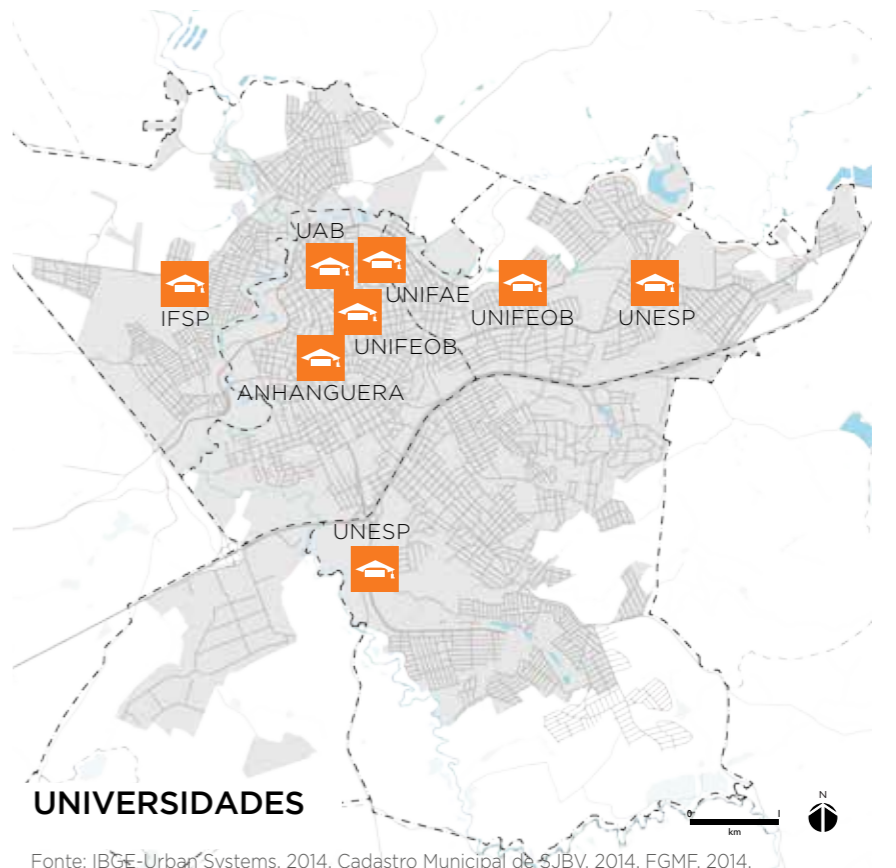 UAB
UNIFAE
IFSP
UNIFEOB
UNESP
UNIFEOB
ANHANGUERA
UNESP
UNIVERSIDADES
N
0 1
km
Fonte: IBGE-Urban Systems, 2014. Cadastro Municipal de SJBV, 2014. FGMF, 2014.